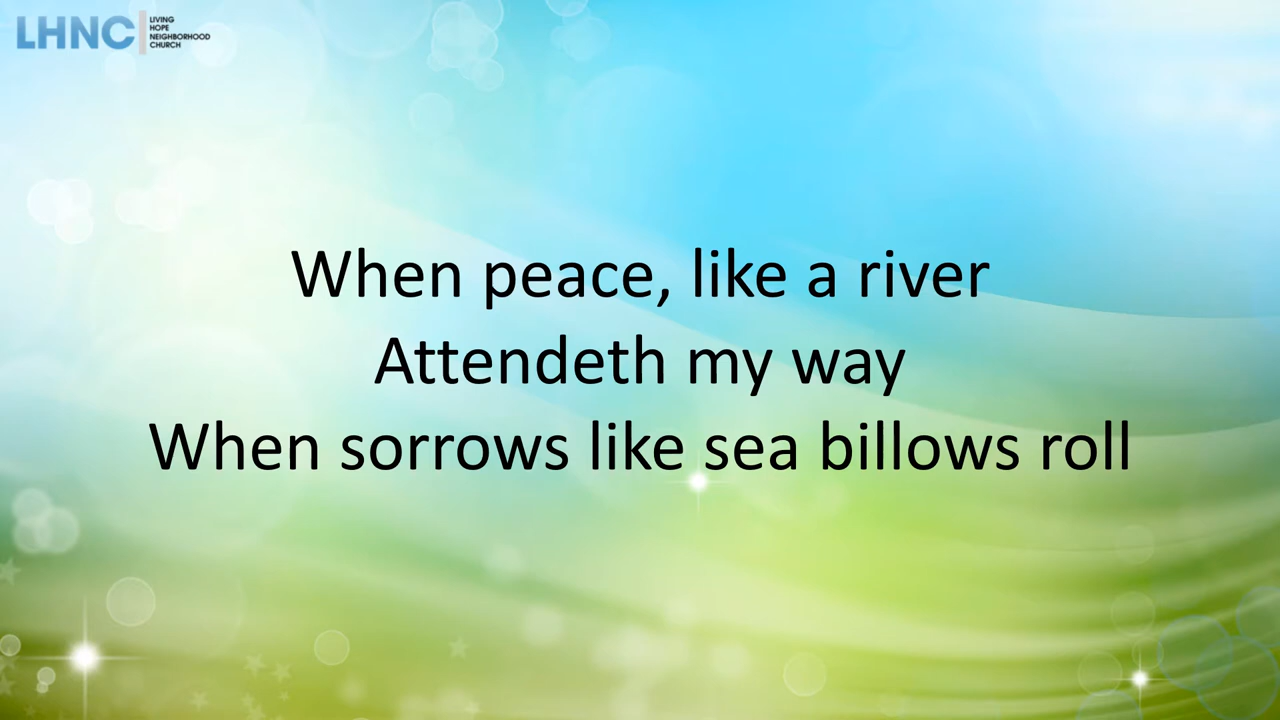 LHNC
LIVING
HOPE
NEIGHBORHOOD
CHURCH
When peace, like a river
Attendeth my way
When sorrows like sea billows roll